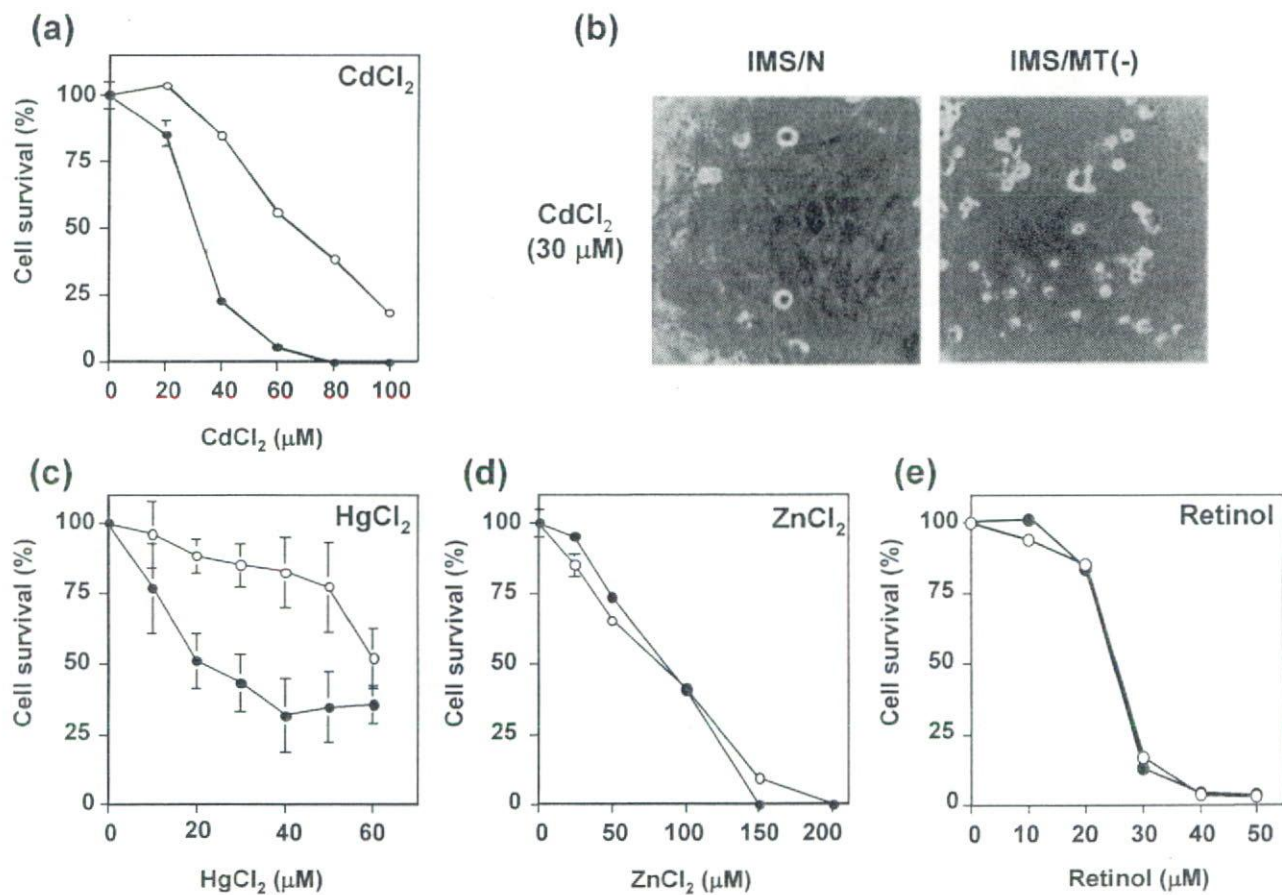 (a)
CdCl₂
Cell survival (%)
100
75
50
25
0
0 20 40 60 80 100
CdCl₂ (μM)
(b)
IMS/N IMS/MT(-)
CdCl₂
(30 μM)
(c)
HgCl₂
Cell survival (%)
100
75
50
25
0
0 20 40 60
HgCl₂ (μM)
(d)
ZnCl₂
Cell survival (%)
100
75
50
25
0
0 50 100 150 200
ZnCl₂ (μM)
(e)
Retinol
Cell survival (%)
100
75
50
25
0
0 10 20 30 40 50
Retinol (μM)